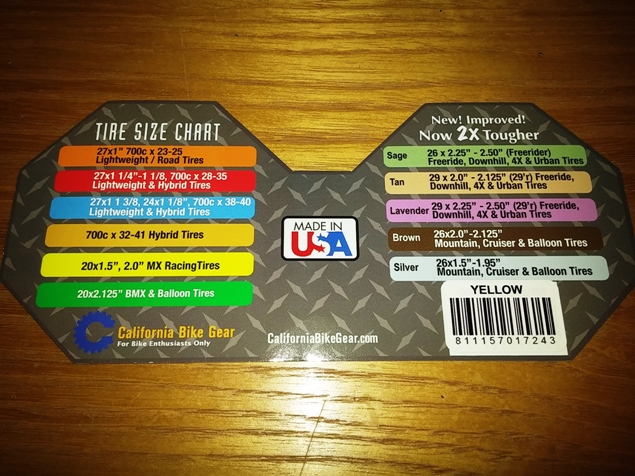 TIRE SIZE CHART
27x1" 700c x 23-25
Lightweight / Road Tires
27x1 1/4"-1 1/8, 700c x 28-35
Lightweight & Hybrid Tires
27x1 1 3/8, 24x1 1/8", 700c x 38-40
Lightweight & Hybrid Tires
700c x 32-41 Hybrid Tires
20x1.5", 2.0" MX RacingTires
20x2.125" BMX & Balloon Tires
California Bike Gear
For Bike Enthusiasts Only
MADE IN
USA
CaliforniaBikeGear.com
New! Improved!
Now 2X Tougher
Sage 26 x 2.25" - 2.50" (Freerider)
Freeride, Downhill, 4X & Urban Tires
Tan 29 x 2.0" - 2.125" (29'r) Freeride,
Downhill, 4X & Urban Tires
Lavender 29 x 2.25" - 2.50" (29'r) Freeride,
Downhill, 4X & Urban Tires
Brown 26x2.0"-2.125"
Mountain, Cruiser & Balloon Tires
Silver 26x1.5"-1.95"
Mountain, Cruiser & Balloon Tires
YELLOW
811157017243